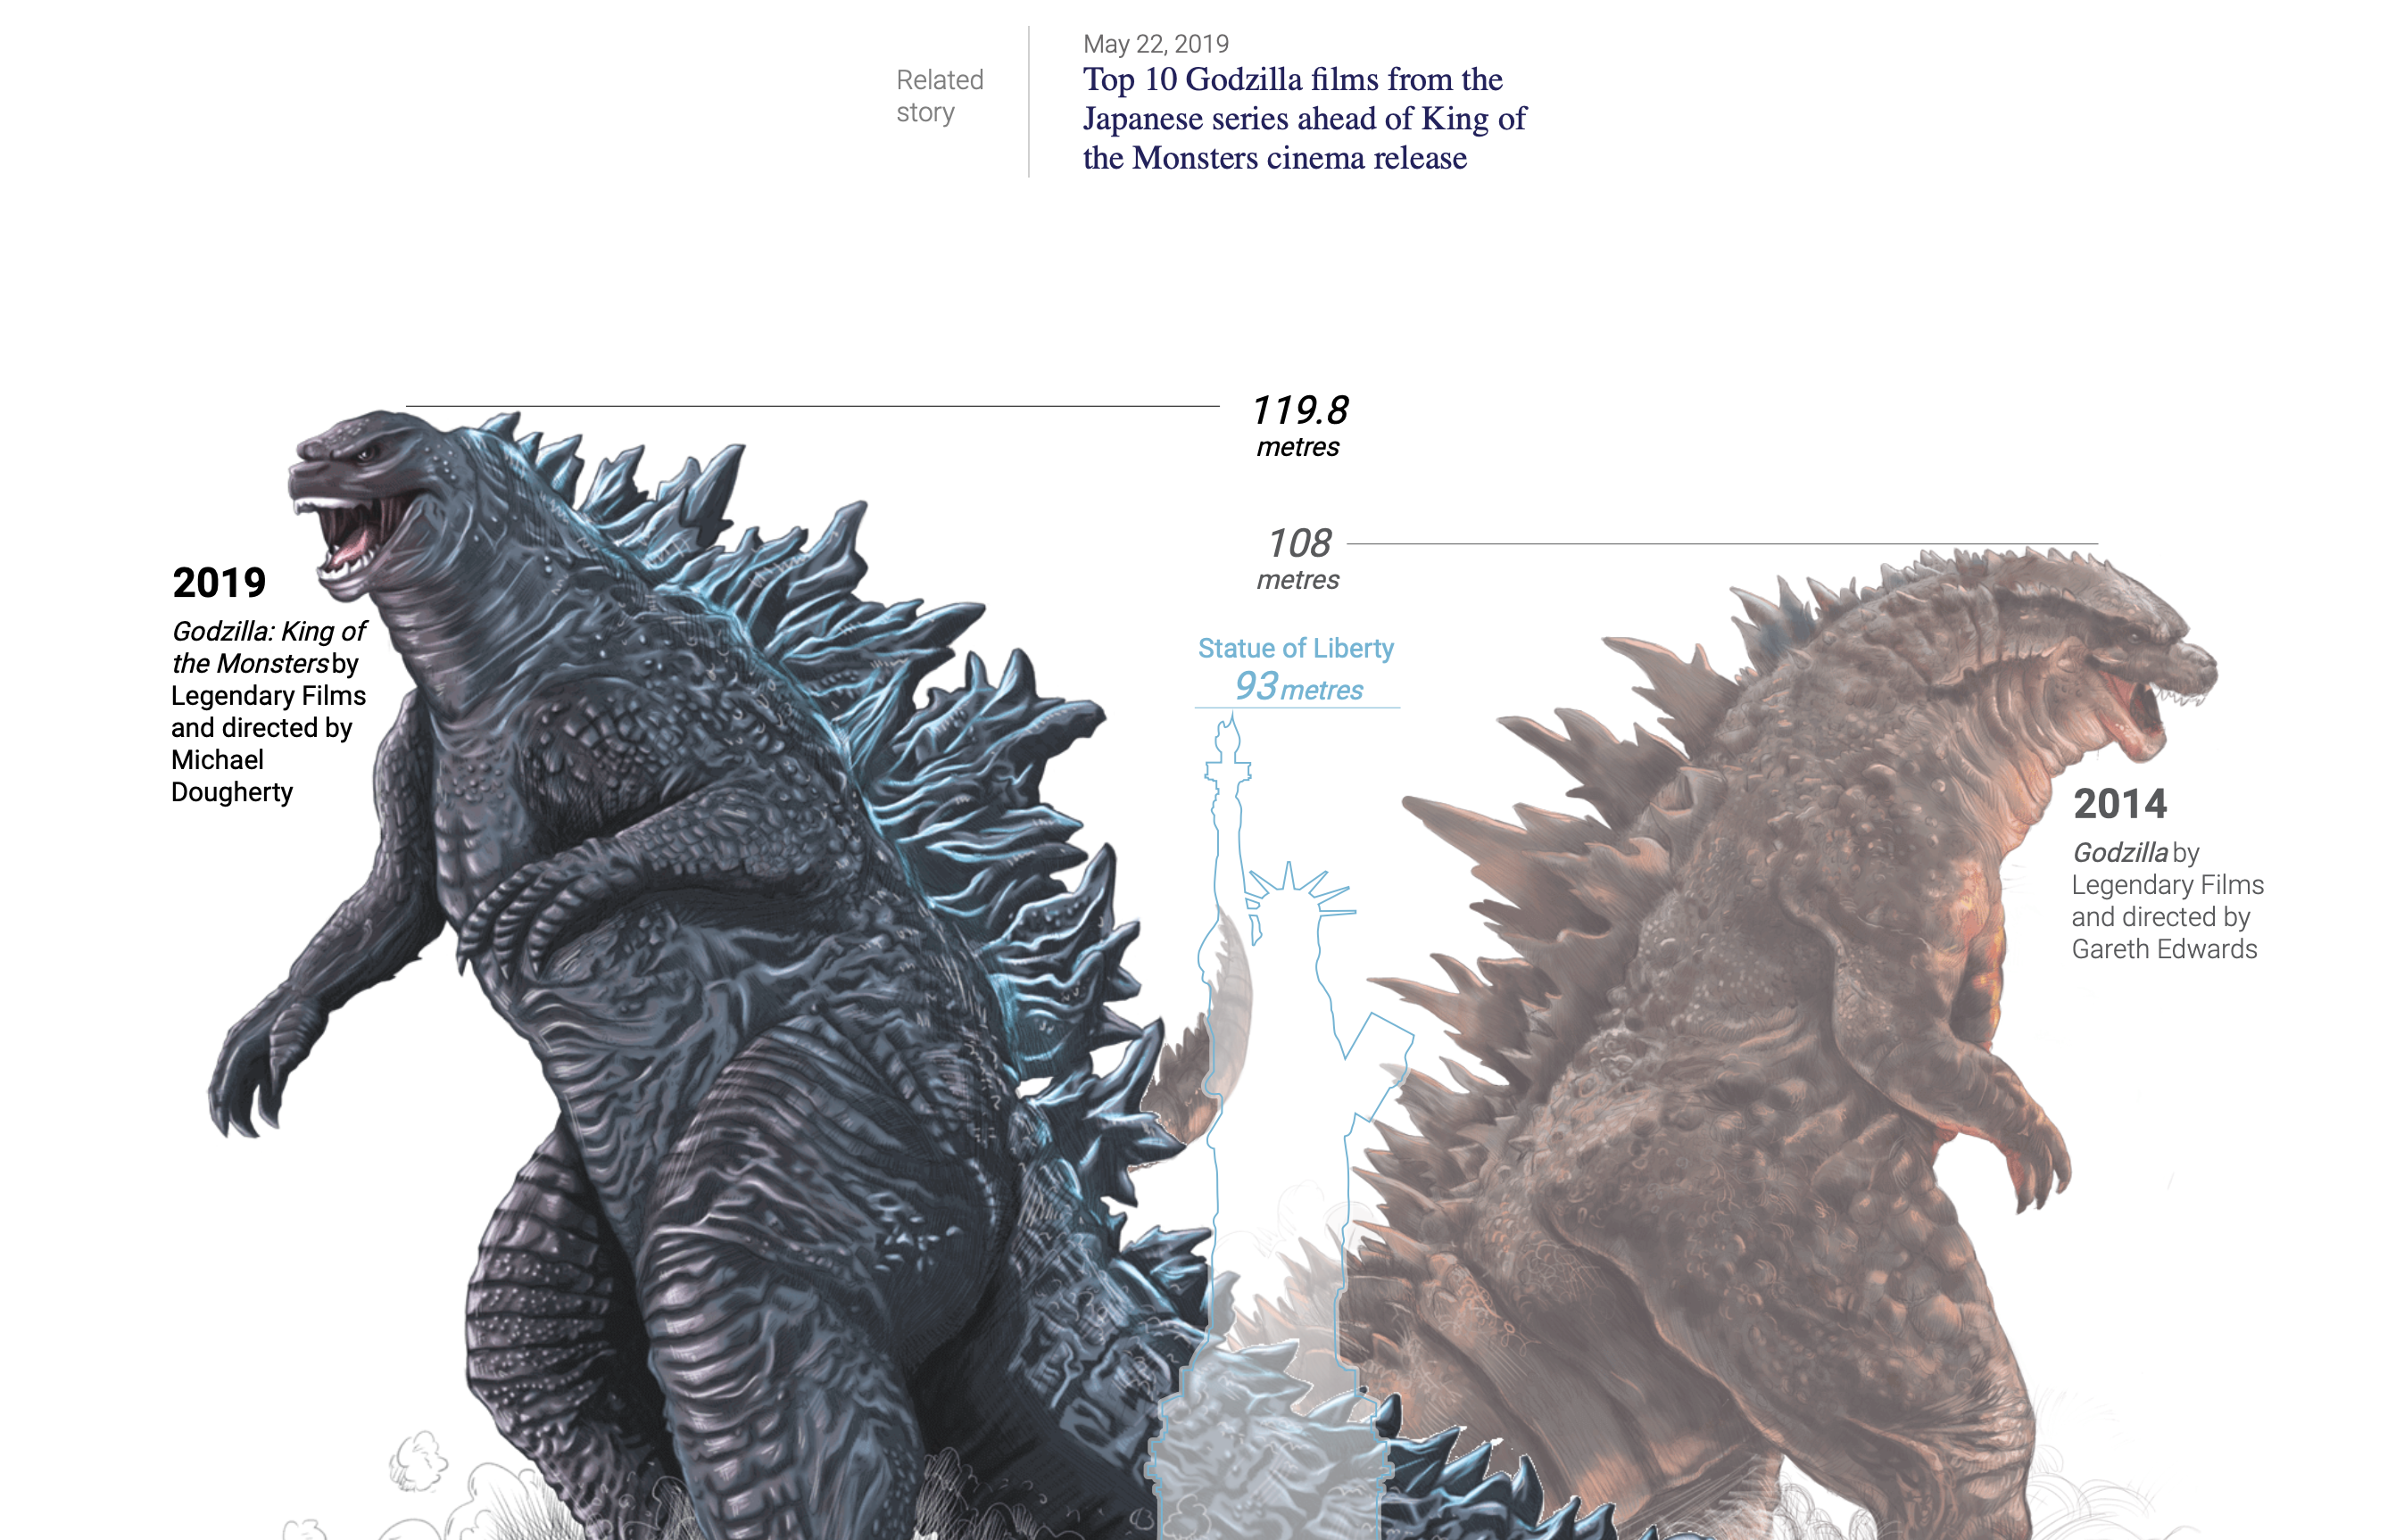 Related
story
May 22, 2019
Top 10 Godzilla films from the
Japanese series ahead of King of
the Monsters cinema release
119.8
metres
108
metres
Statue of Liberty
93 metres
2019
Godzilla: King of
the Monsters by
Legendary Films
and directed by
Michael
Dougherty
2014
Godzilla by
Legendary Films
and directed by
Gareth Edwards